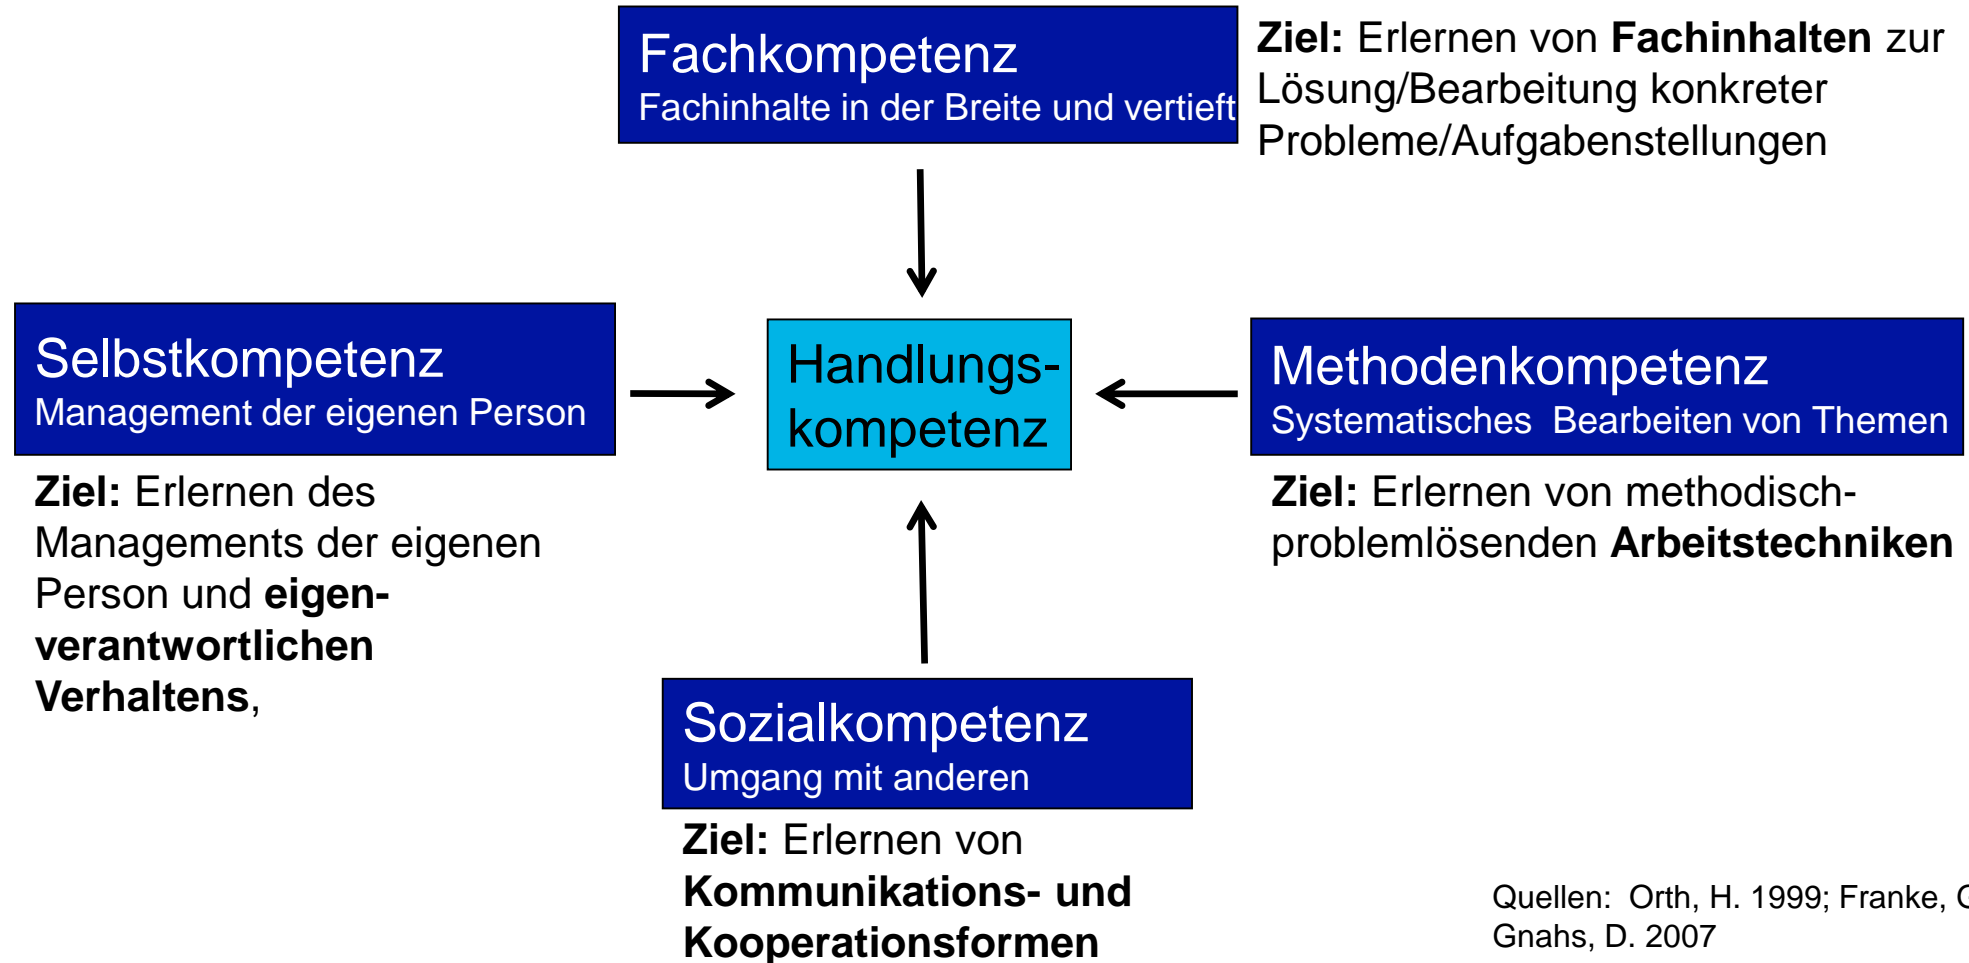 Fachkompetenz
Fachinhalte in der Breite und vertieft
Ziel: Erlernen von Fachinhalten zur
Lösung/Bearbeitung konkreter
Probleme/Aufgabenstellungen
Selbstkompetenz
Management der eigenen Person
Ziel: Erlernen des
Managements der eigenen
Person und eigen-
verantwortlichen
Verhaltens,
Handlungs-
kompetenz
Methodenkompetenz
Systematisches  Bearbeiten von Themen
Ziel: Erlernen von methodisch-
problemlösenden Arbeitstechniken
Sozialkompetenz
Umgang mit anderen
Ziel: Erlernen von
Kommunikations- und
Kooperationsformen
Quellen:  Orth, H. 1999; Franke, G
Gnahs, D. 2007